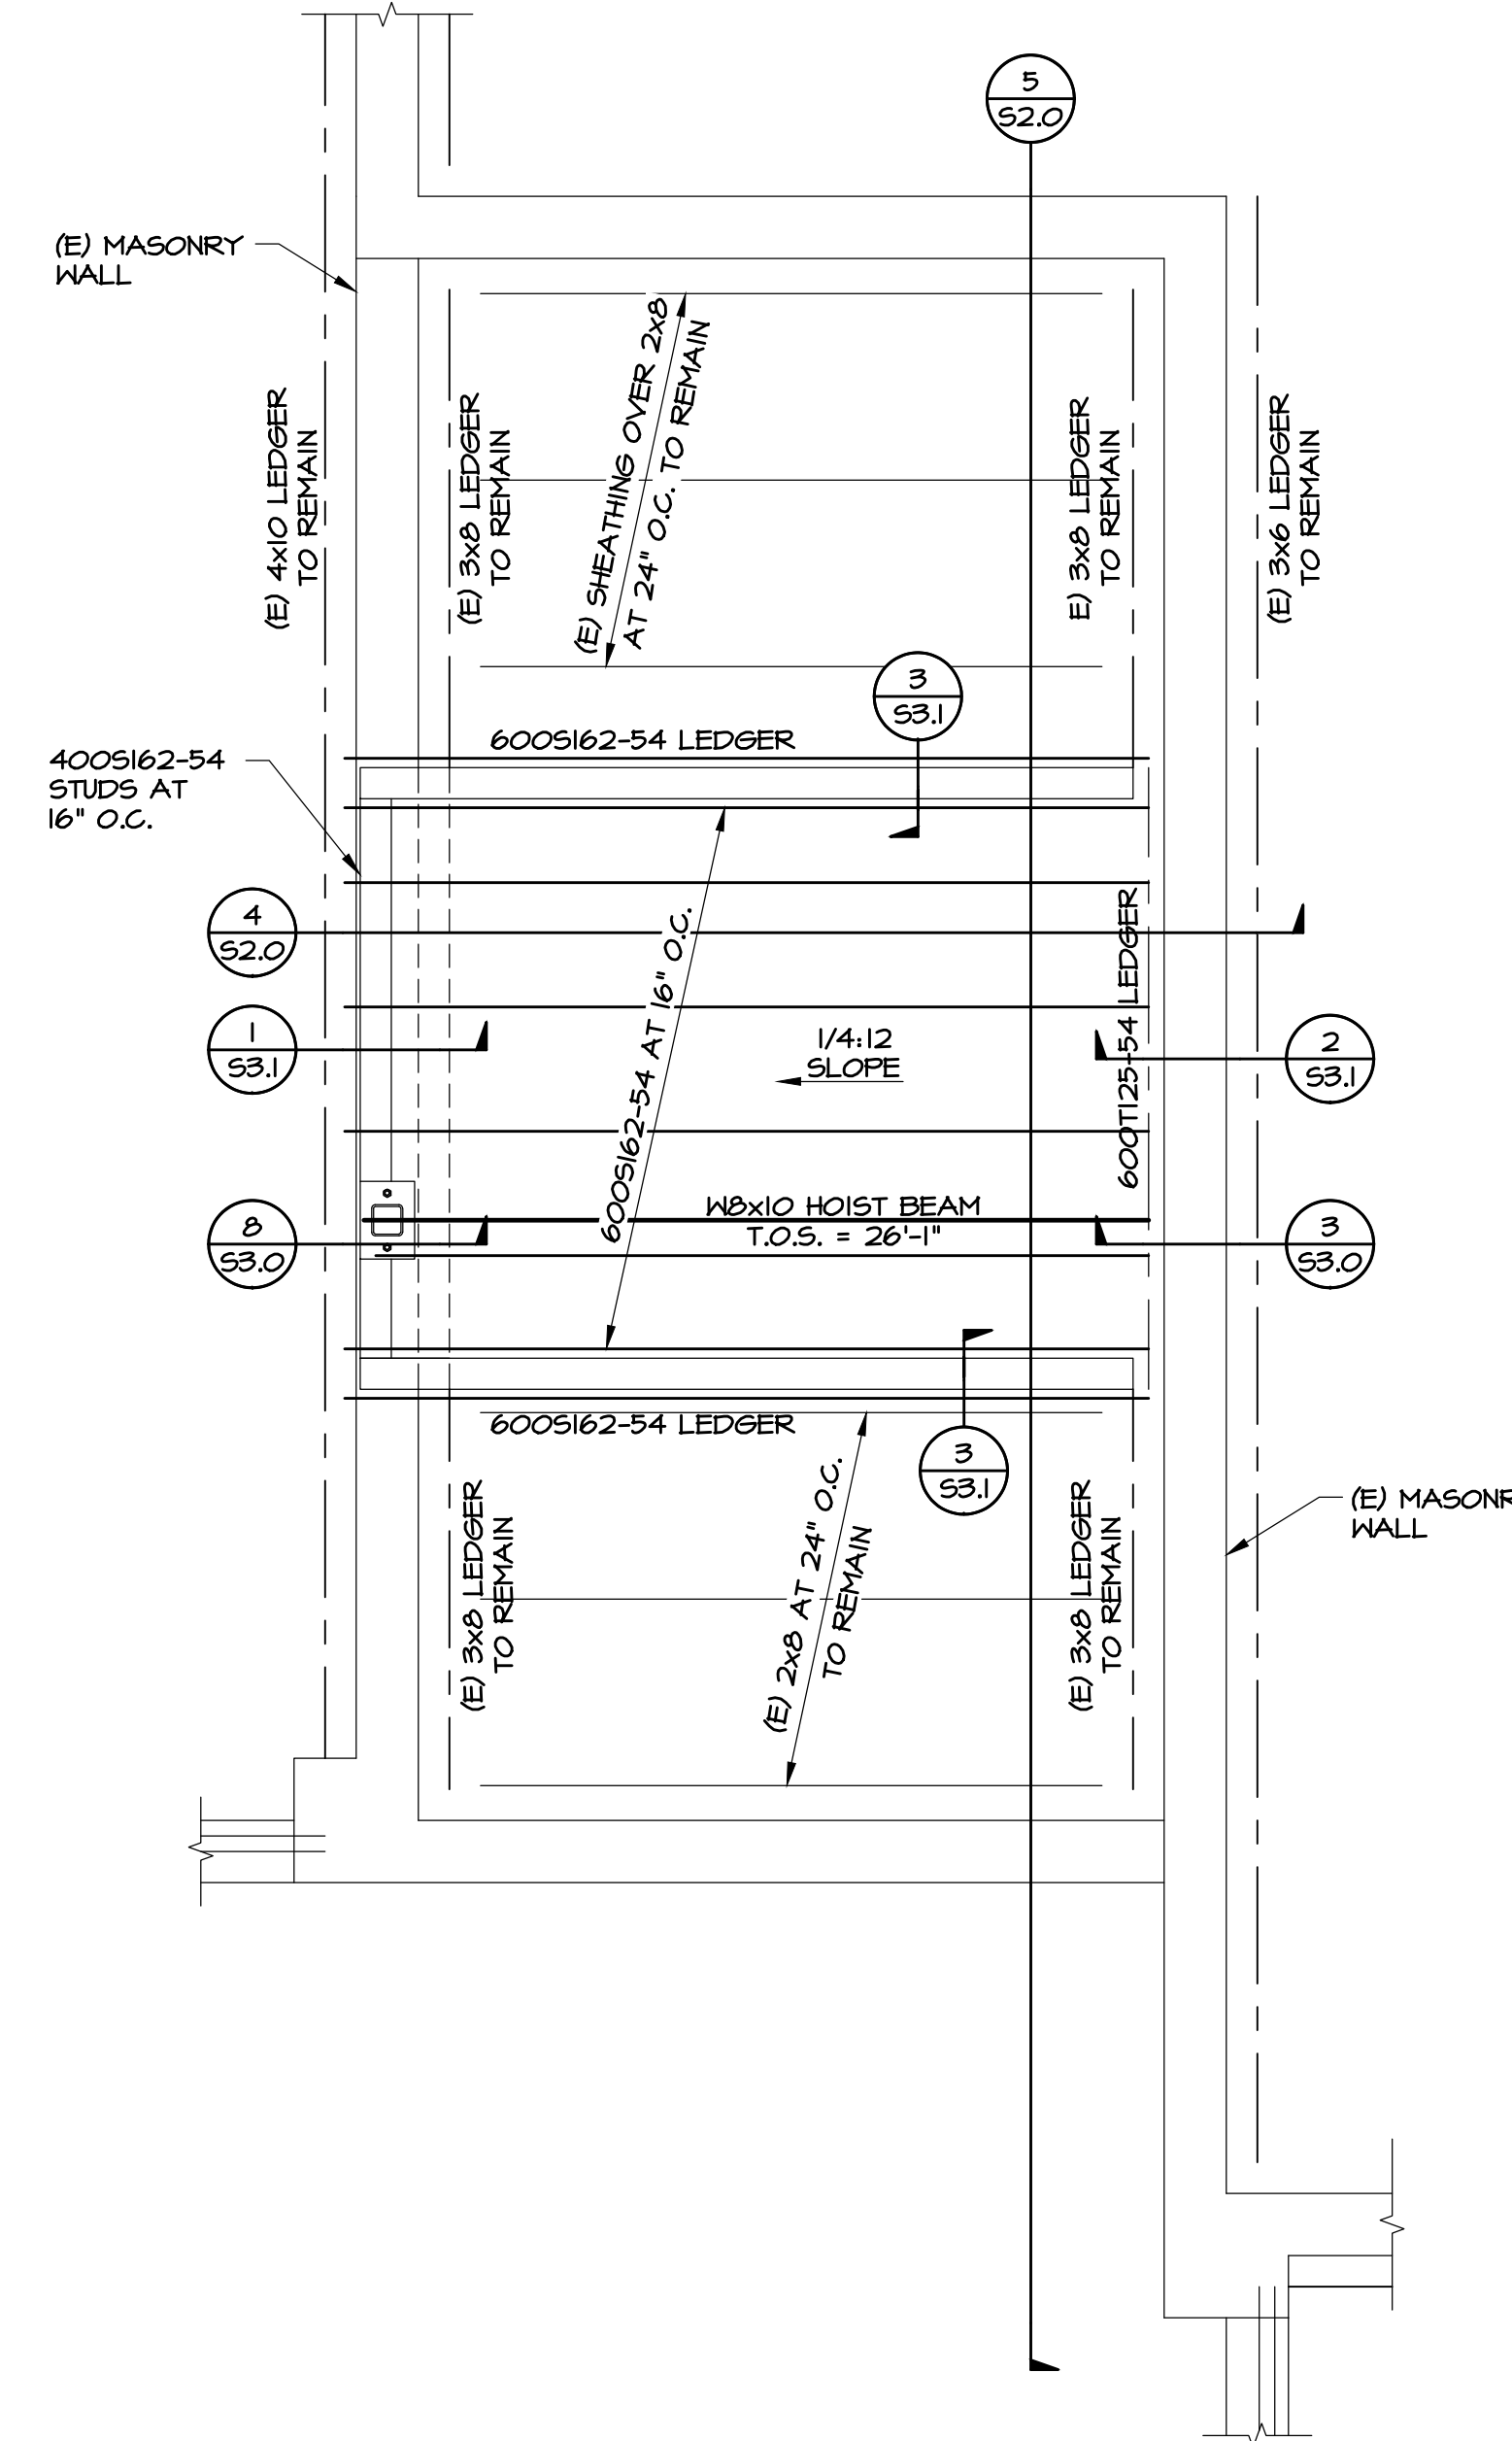 5
S2.0
(E) MASONRY
WALL
(E) SHEATHING OVER 2x8
AT 24" O.C. TO REMAIN
(E) 4x10 LEDGER
TO REMAIN
(E) 3x8 LEDGER
TO REMAIN
E) 3x8 LEDGER
TO REMAIN
(E) 3x6 LEDGER
TO REMAIN
3
S3.1
600S162-54 LEDGER
400S162-54
STUDS AT
16" O.C.
4
S2.0
600S162-54 AT 16" O.C.
600T125-54 LEDGER
1
S3.1
1/4:12
SLOPE
2
S3.1
W8x10 HOIST BEAM
T.O.S. = 26'-1"
8
S3.0
3
S3.0
600S162-54 LEDGER
3
S3.1
(E) 3x8 LEDGER
TO REMAIN
(E) 2x8 AT 24" O.C.
TO REMAIN
(E) 3x8 LEDGER
TO REMAIN
(E) MASONR
WALL